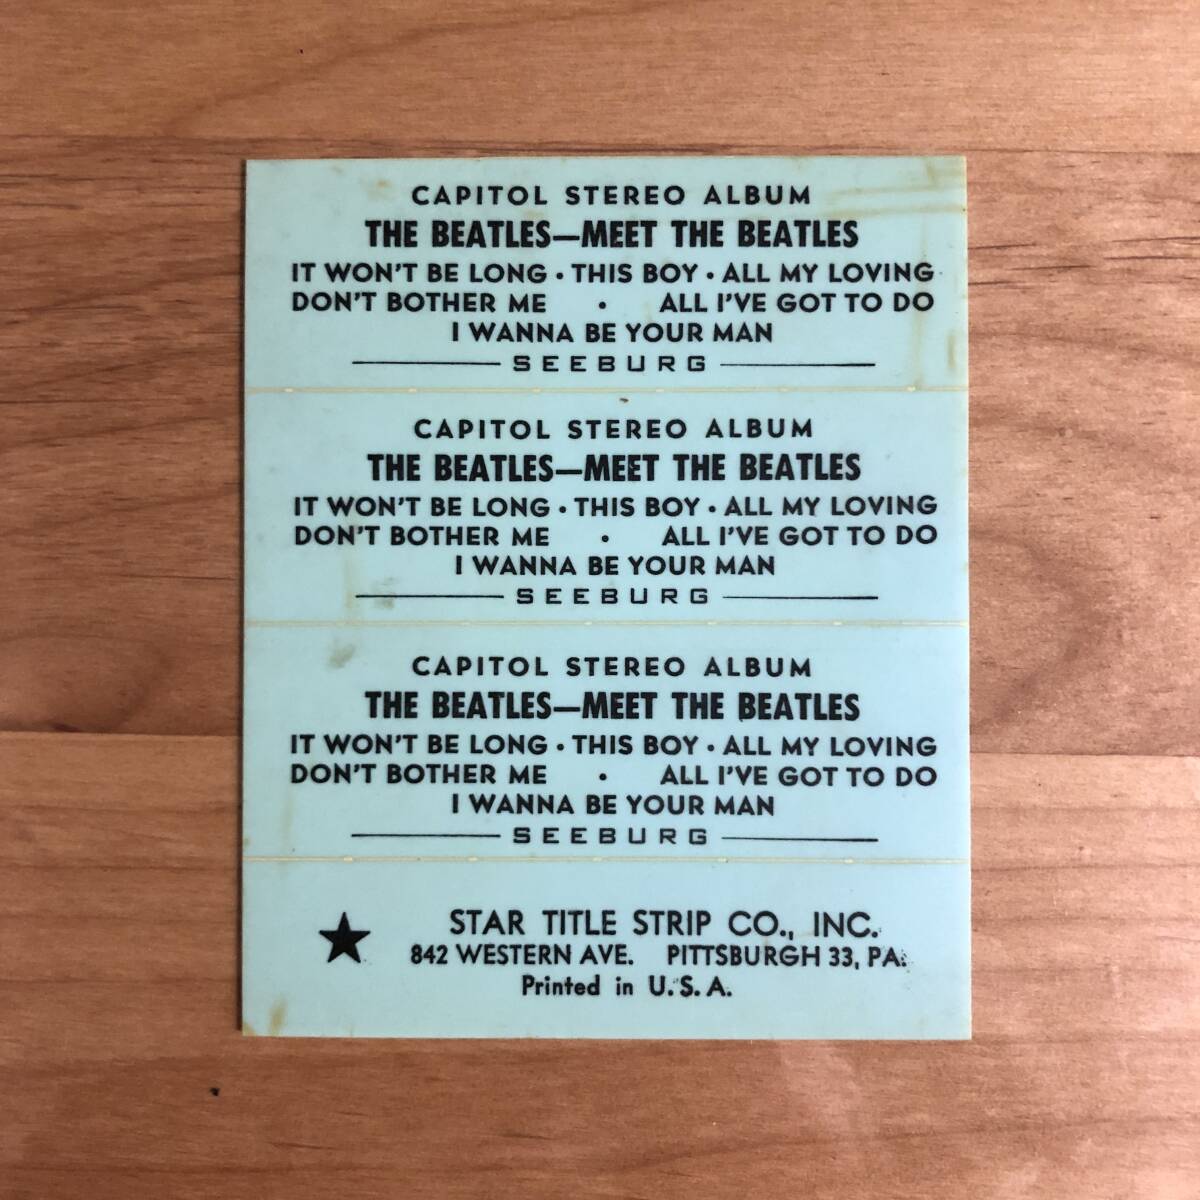 CAPITOL STEREO ALBUM
THE BEATLES—MEET THE BEATLES
IT WON'T BE LONG • THIS BOY • ALL MY LOVING
DON'T BOTHER ME • ALL I'VE GOT TO DO
I WANNA BE YOUR MAN
SEEBURG
CAPITOL STEREO ALBUM
THE BEATLES—MEET THE BEATLES
IT WON'T BE LONG • THIS BOY • ALL MY LOVING
DON'T BOTHER ME • ALL I'VE GOT TO DO
I WANNA BE YOUR MAN
SEEBURG
CAPITOL STEREO ALBUM
THE BEATLES—MEET THE BEATLES
IT WON'T BE LONG • THIS BOY • ALL MY LOVING
DON'T BOTHER ME • ALL I'VE GOT TO DO
I WANNA BE YOUR MAN
SEEBURG
STAR TITLE STRIP CO., INC.
842 WESTERN AVE. PITTSBURGH 33, PA.
Printed in U.S.A.